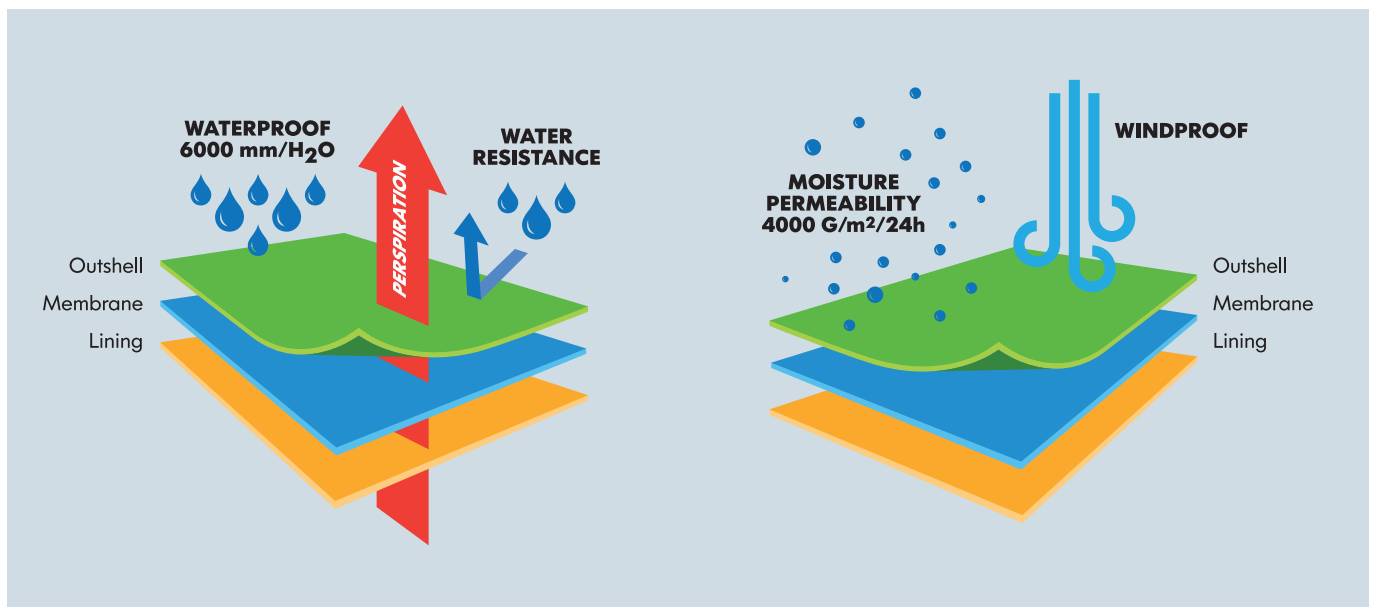 WATERPROOF
6000 mm/H₂O
PERSPIRATION
WATER
RESISTANCE
Outshell
Membrane
Lining
MOISTURE
PERMEABILITY
4000 G/m²/24h
WINDPROOF
Outshell
Membrane
Lining